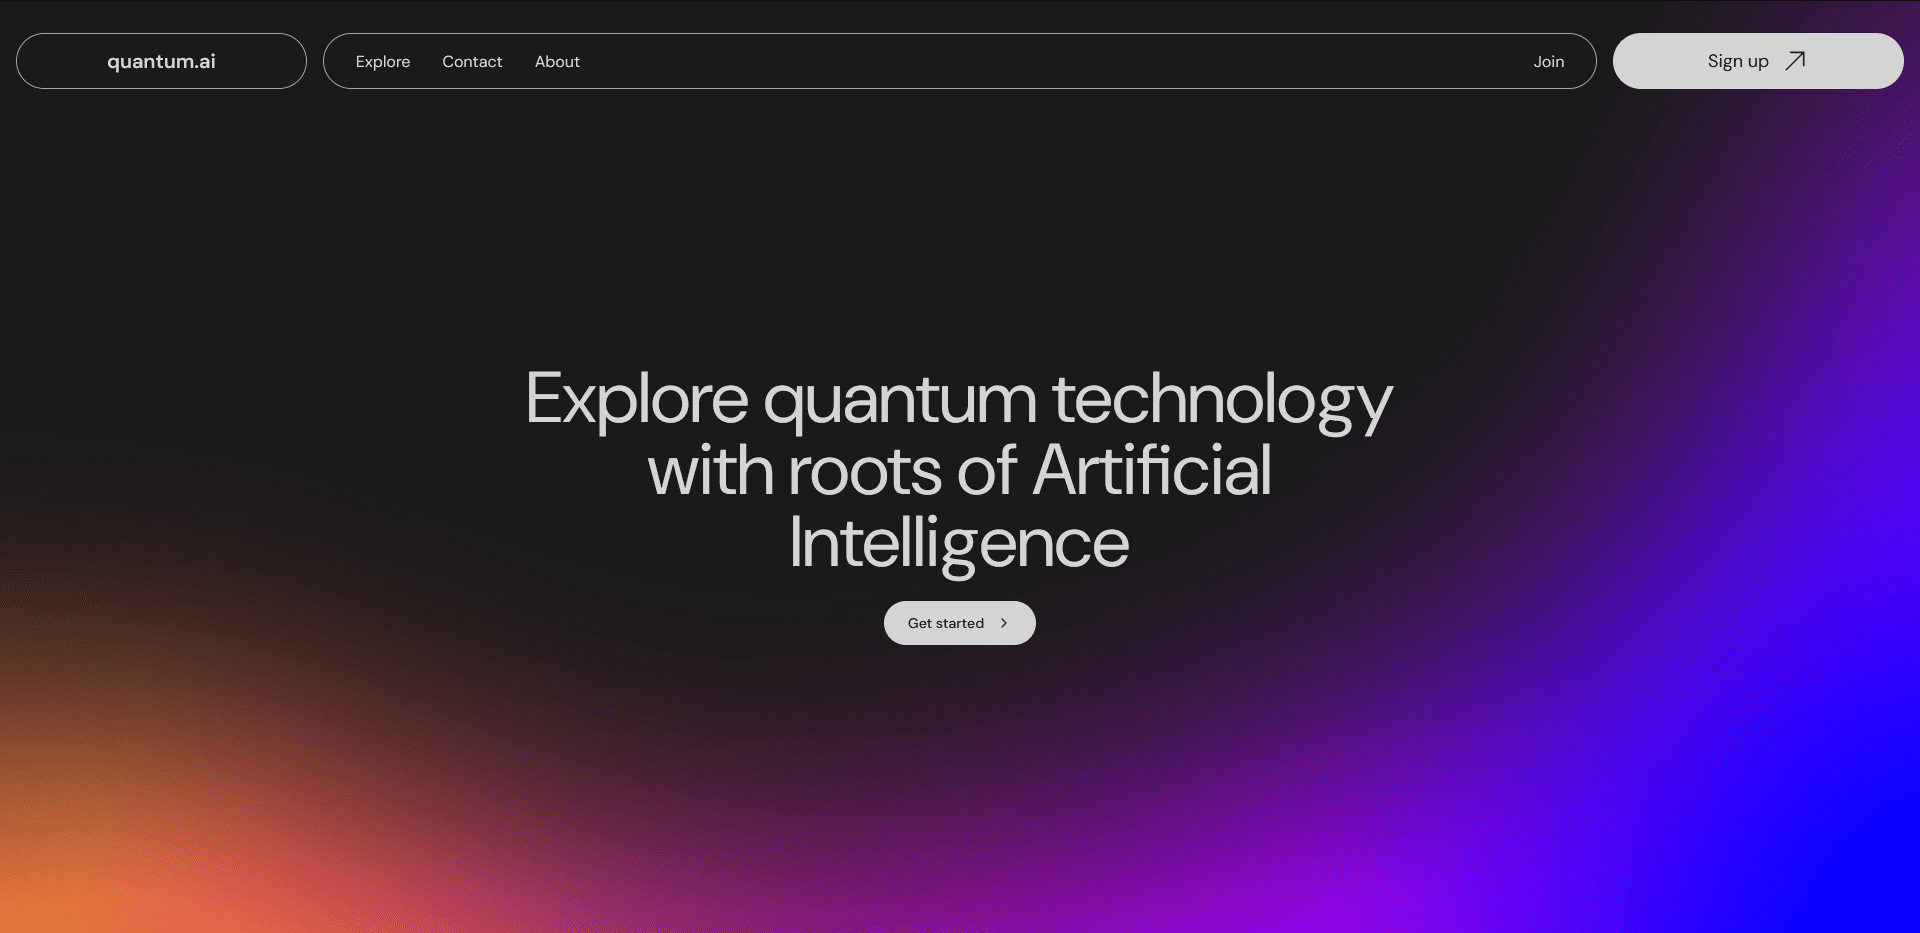 quantum.ai
Explore Contact About
Join
Sign up
Explore quantum technology
with roots of Artificial
Intelligence
Get started